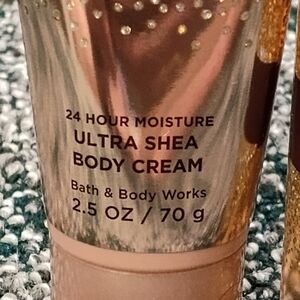 24 HOUR MOISTURE
ULTRA SHEA
BODY CREAM
Bath & Body Works
2.5 OZ / 70 g